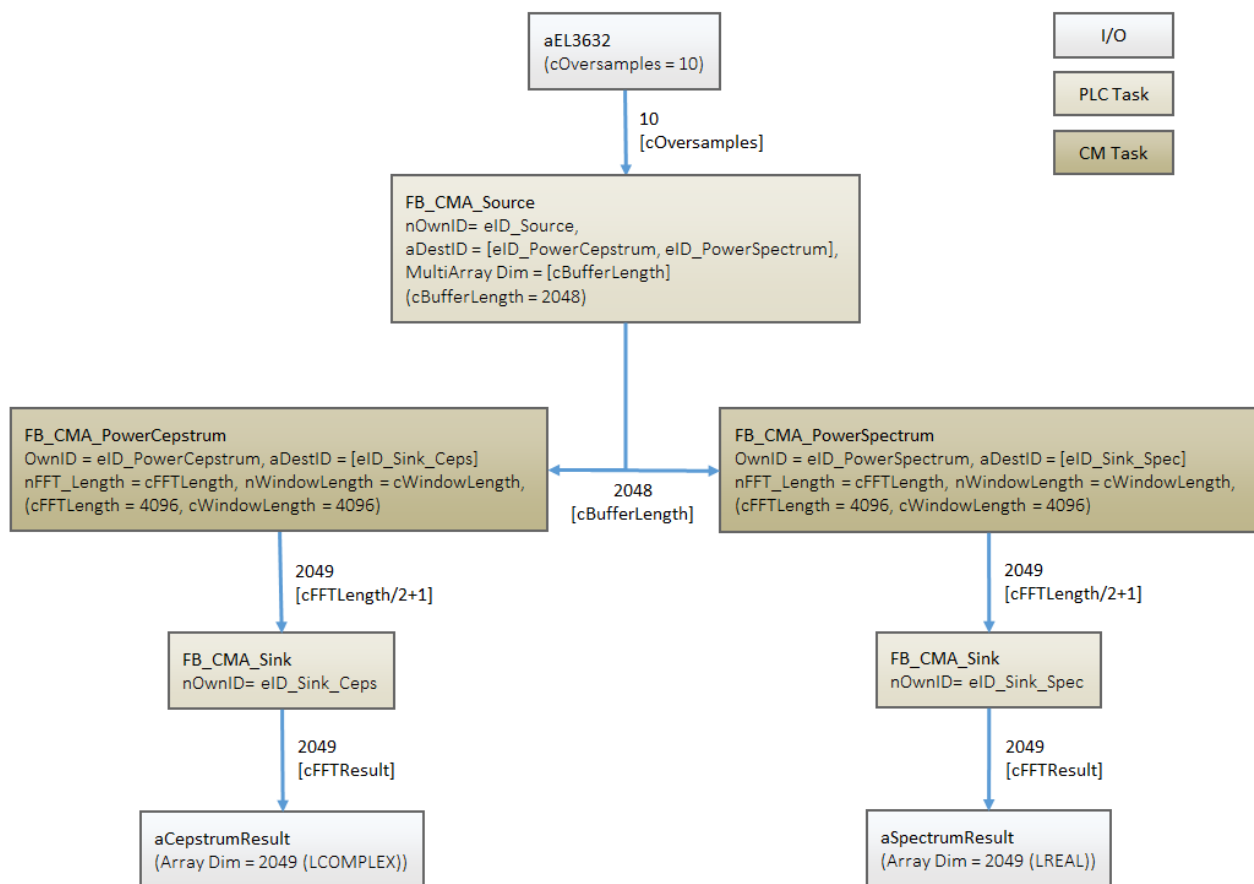 aEL3632
(cOversamples = 10)
I/O
PLC Task
CM Task
10
[cOversamples]
FB_CMA_Source
nOwnID= eID_Source,
aDestID = [eID_PowerCepstrum, eID_PowerSpectrum],
MultiArray Dim = [cBufferLength]
(cBufferLength = 2048)
FB_CMA_PowerCepstrum
OwnID = eID_PowerCepstrum, aDestID = [eID_Sink_Ceps]
nFFT_Length = cFFTLength, nWindowLength = cWindowLength,
(cFFTLength = 4096, cWindowLength = 4096)
2048
[cBufferLength]
FB_CMA_PowerSpectrum
OwnID = eID_PowerSpectrum, aDestID = [eID_Sink_Spec]
nFFT_Length = cFFTLength, nWindowLength = cWindowLength,
(cFFTLength = 4096, cWindowLength = 4096)
2049
[cFFTLength/2+1]
2049
[cFFTLength/2+1]
FB_CMA_Sink
nOwnID= eID_Sink_Ceps
FB_CMA_Sink
nOwnID= eID_Sink_Spec
2049
[cFFTResult]
2049
[cFFTResult]
aCepstrumResult
(Array Dim = 2049 (LCOMPLEX))
aSpectrumResult
(Array Dim = 2049 (LREAL))